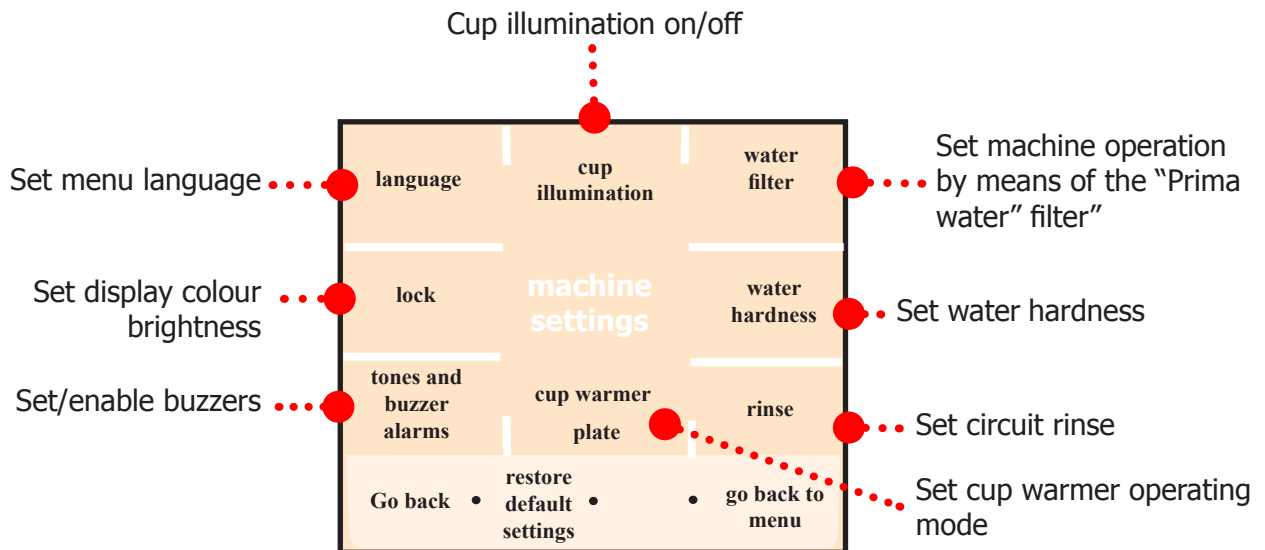 Cup illumination on/off
Set menu language
language
cup
illumination
water
filter
Set machine operation
by means of the “Prima
water” filter”
Set display colour
brightness
lock
machine
settings
water
hardness
Set water hardness
Set/enable buzzers
tones and
buzzer
alarms
cup warmer
plate
rinse
Set circuit rinse
Set cup warmer operating
mode
Go back
restore
default
settings
go back to
menu